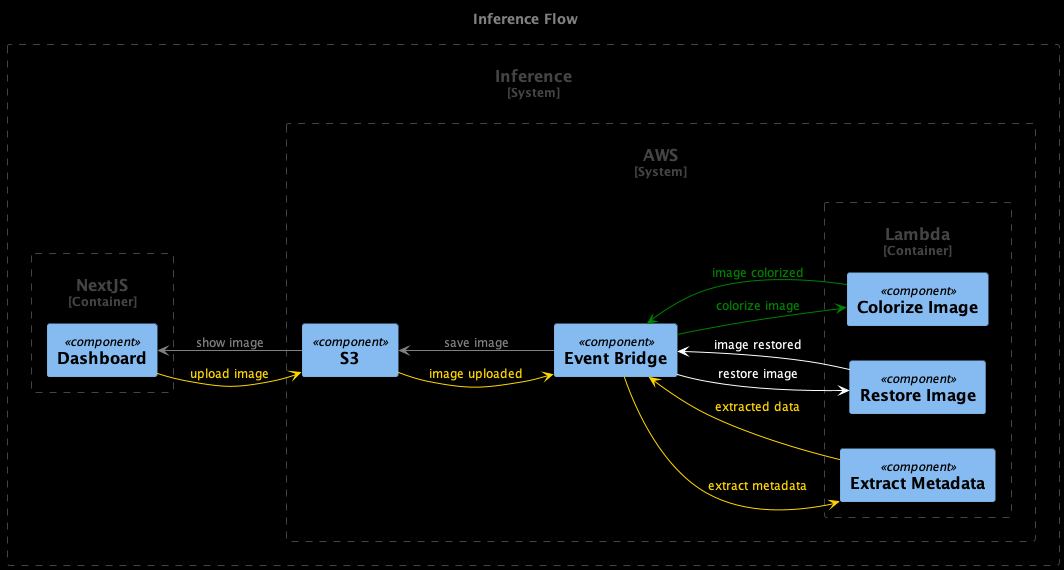 Inference Flow
Inference
[System]
AWS
[System]
Lambda
[Container]
NextJS
[Container]
image colorized
«component»
Colorize Image
colorize image
«component»
Dashboard
show image
upload image
«component»
S3
save image
image uploaded
«component»
Event Bridge
image restored
restore image
«component»
Restore Image
extracted data
«component»
Extract Metadata
extract metadata